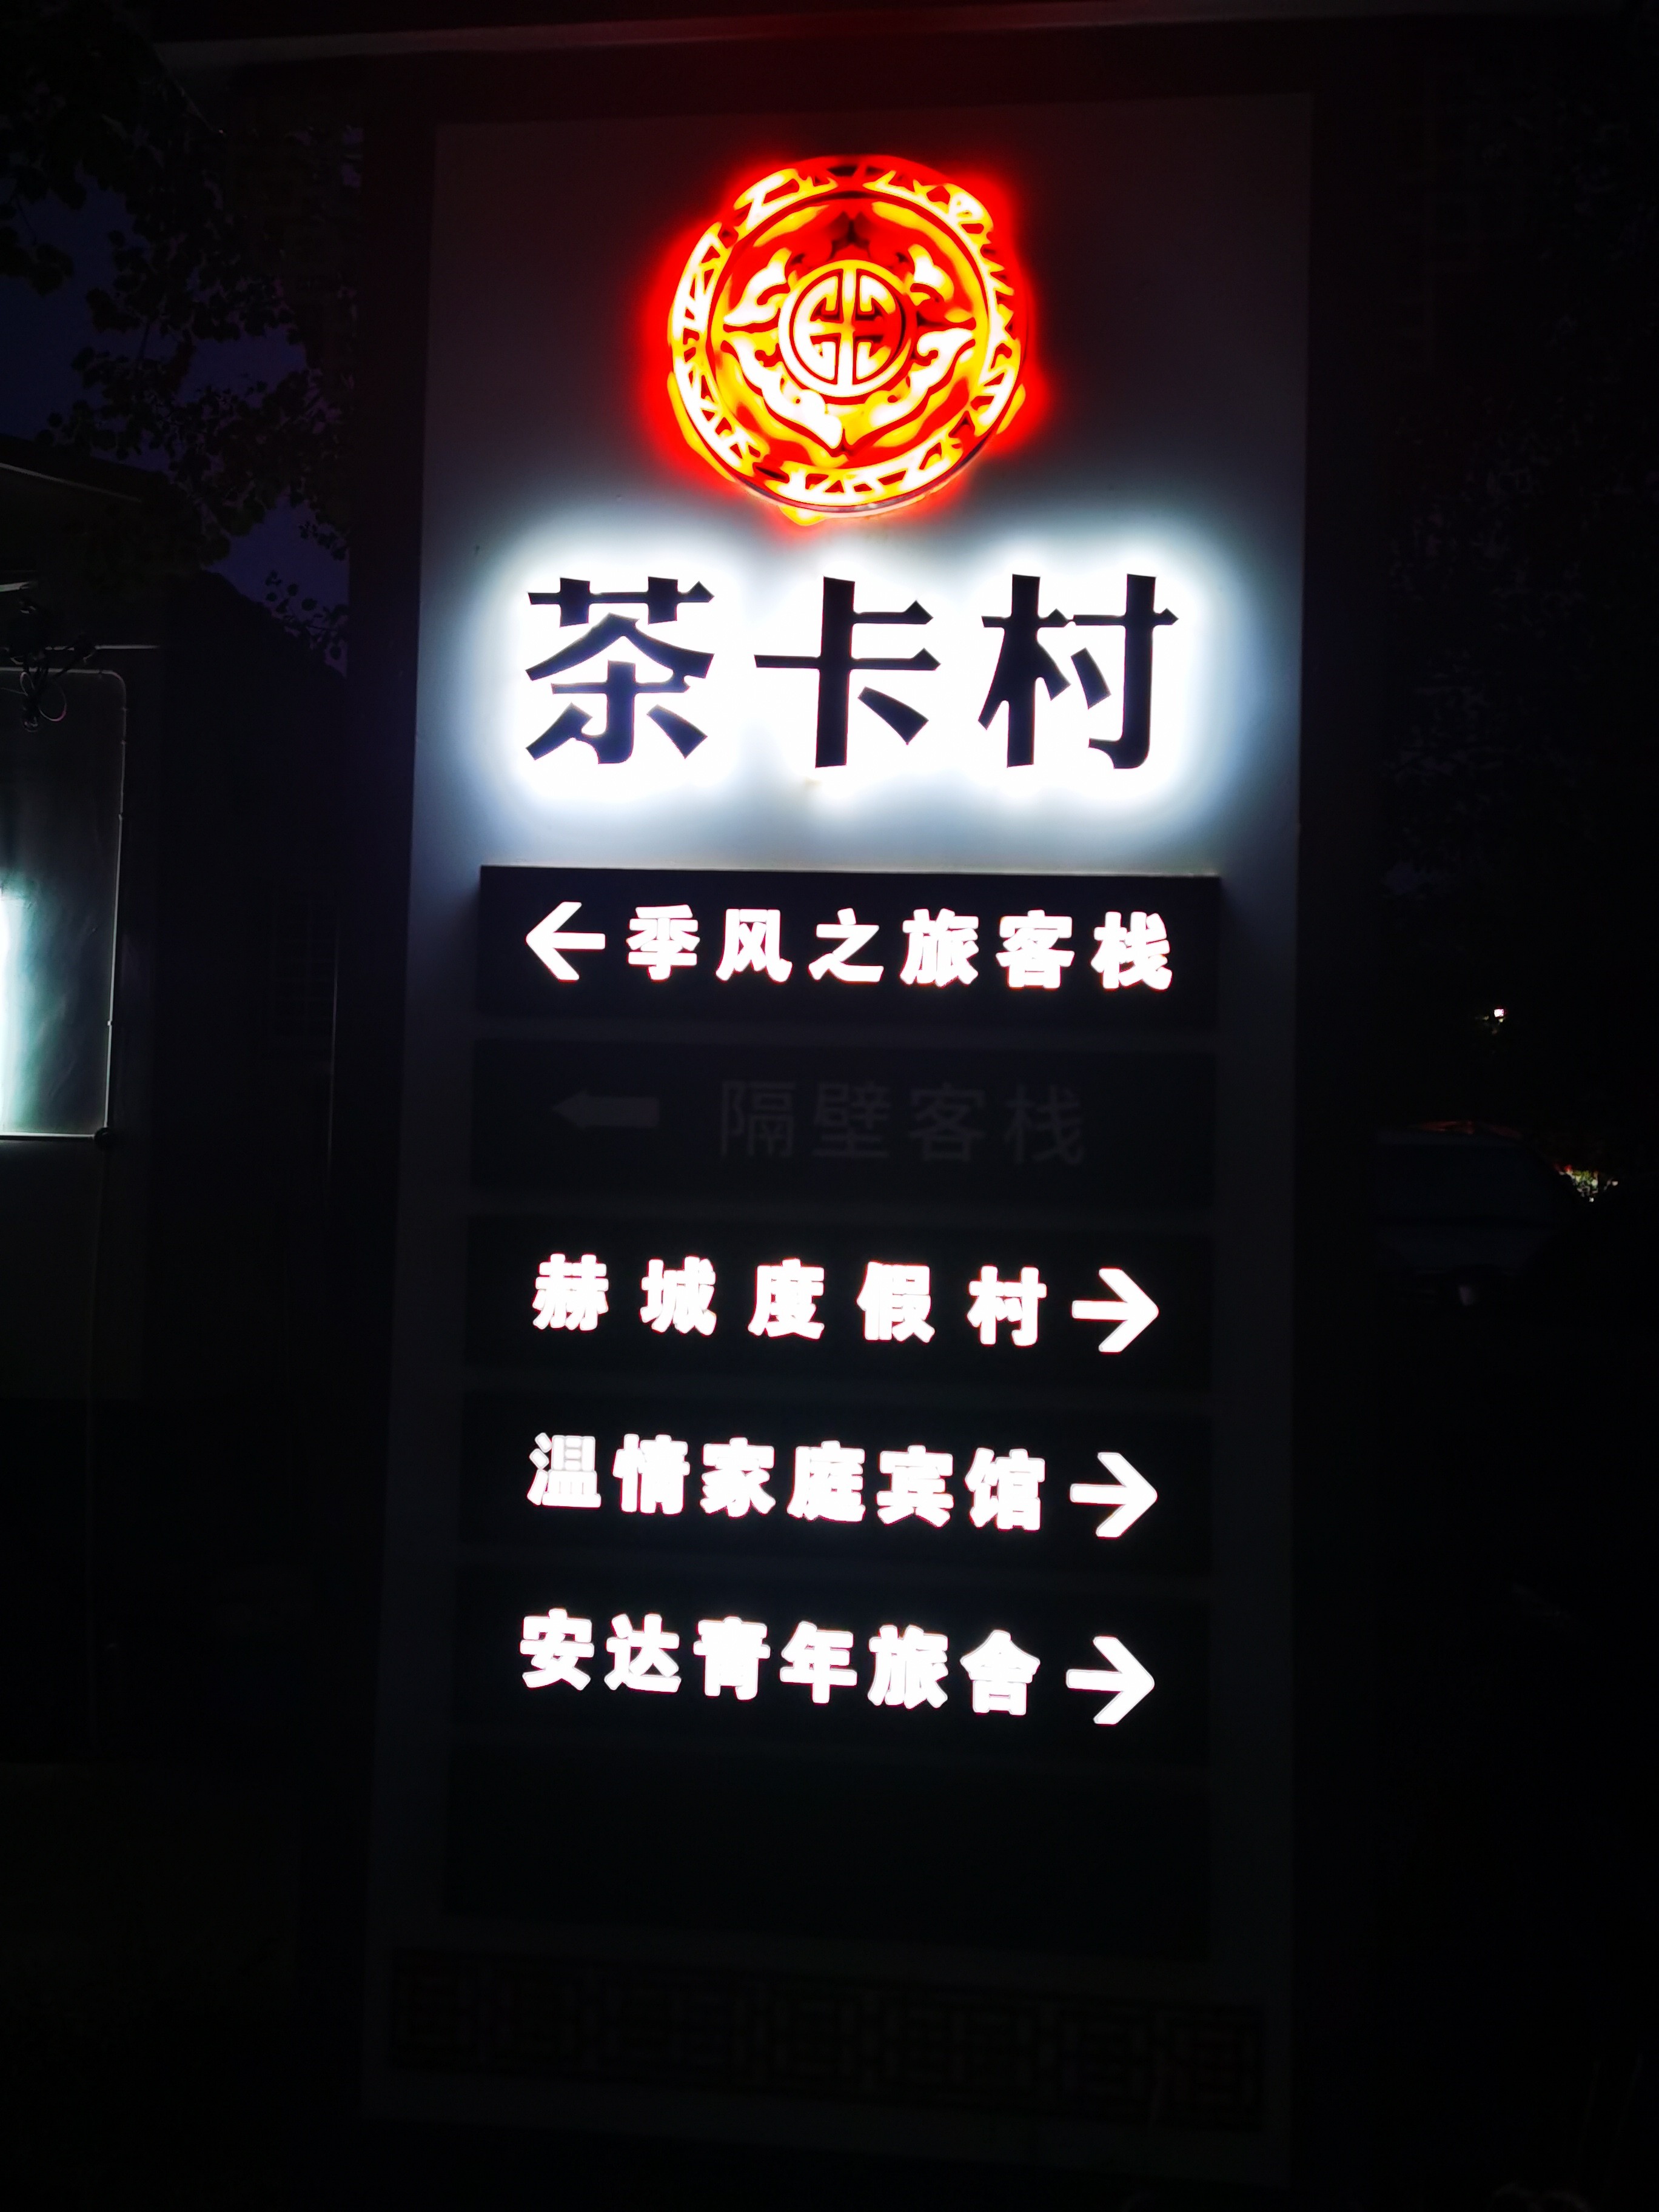 茶卡村
←季风之旅客栈
← 隔壁客栈
赫城度假村→
温情家庭宾馆→
安达青年旅舍→